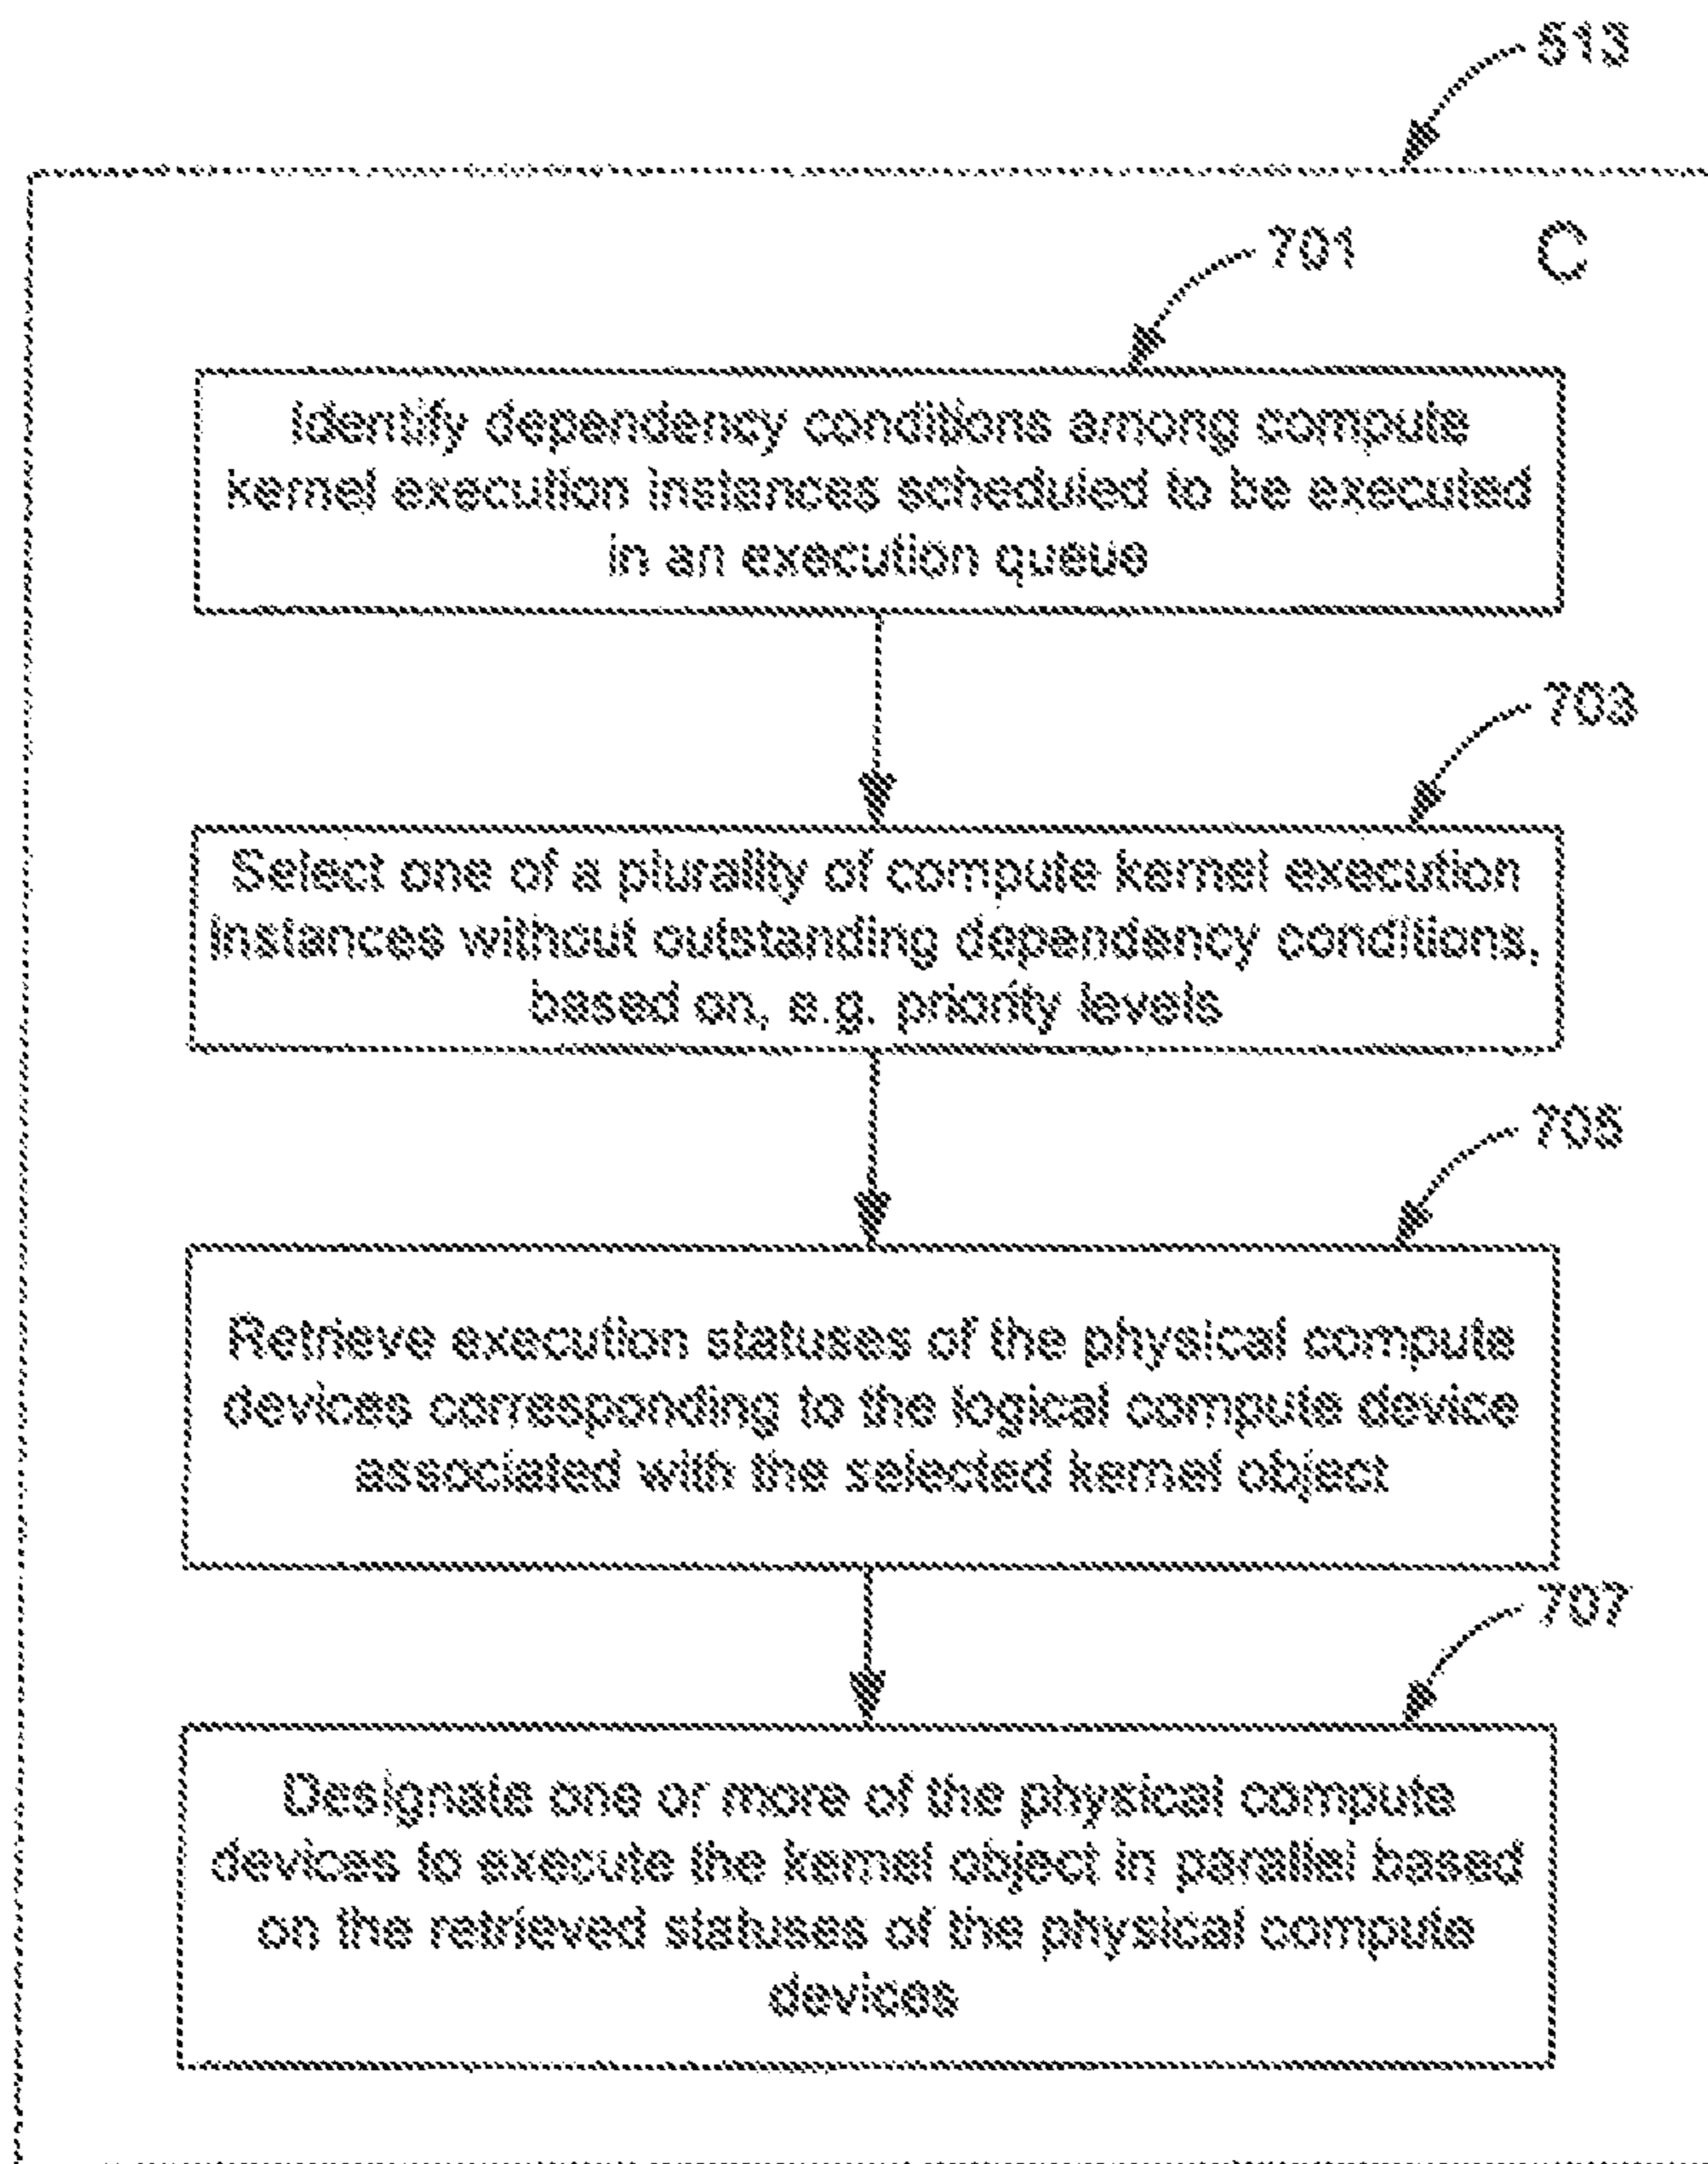 513
701
C
Identify dependency conditions among compute
kernel execution instances scheduled to be executed
in an execution queue
703
Select one of a plurality of compute kernel execution
instances without outstanding dependency conditions,
based on, e.g. priority levels
705
Retrieve execution statuses of the physical compute
devices corresponding to the logical compute device
associated with the selected kernel object
707
Designate one or more of the physical compute
devices to execute the kernel object in parallel based
on the retrieved statuses of the physical compute
devices